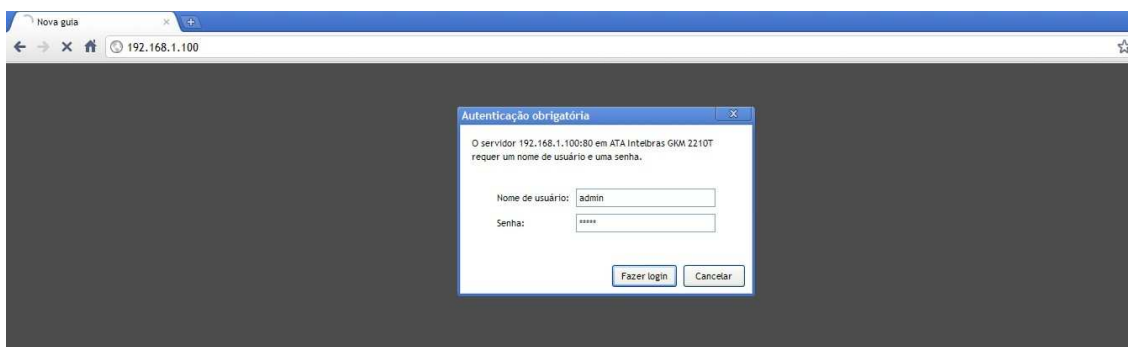 Nova guia
192.168.1.100
Autenticação obrigatória
O servidor 192.168.1.100:80 em ATA Intelbras GKM 2210T
requer um nome de usuário e uma senha.
Nome de usuário: admin
Senha: *****
Fazer login Cancelar